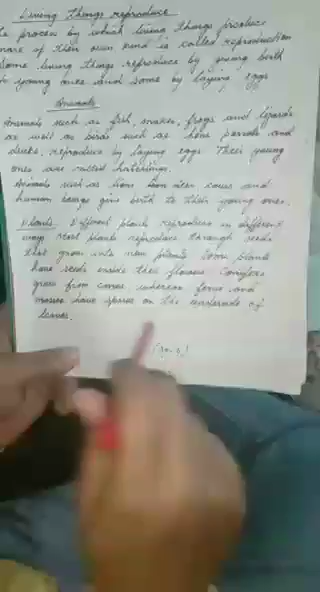 Living Things reproduce
The process by which living things produce
more of their own kind is called reproduction
Some living things reproduce by giving birth
to young ones and some by laying eggs
Animals
Animals such as fish, snakes, frogs and lizards
as well as birds such as hens parrots and
ducks, reproduce by laying eggs. Their young
ones are called hatchlings.
Animals such as lions cows and
human beings give birth to their young ones.
Plants Different plants reproduce in different
way Most plants reproduce through seeds
that grow into new plants Some plants
have seeds inside their flowers Conifers
grow from cones whereas ferns and
mosses have spores on the underside of
leaves.